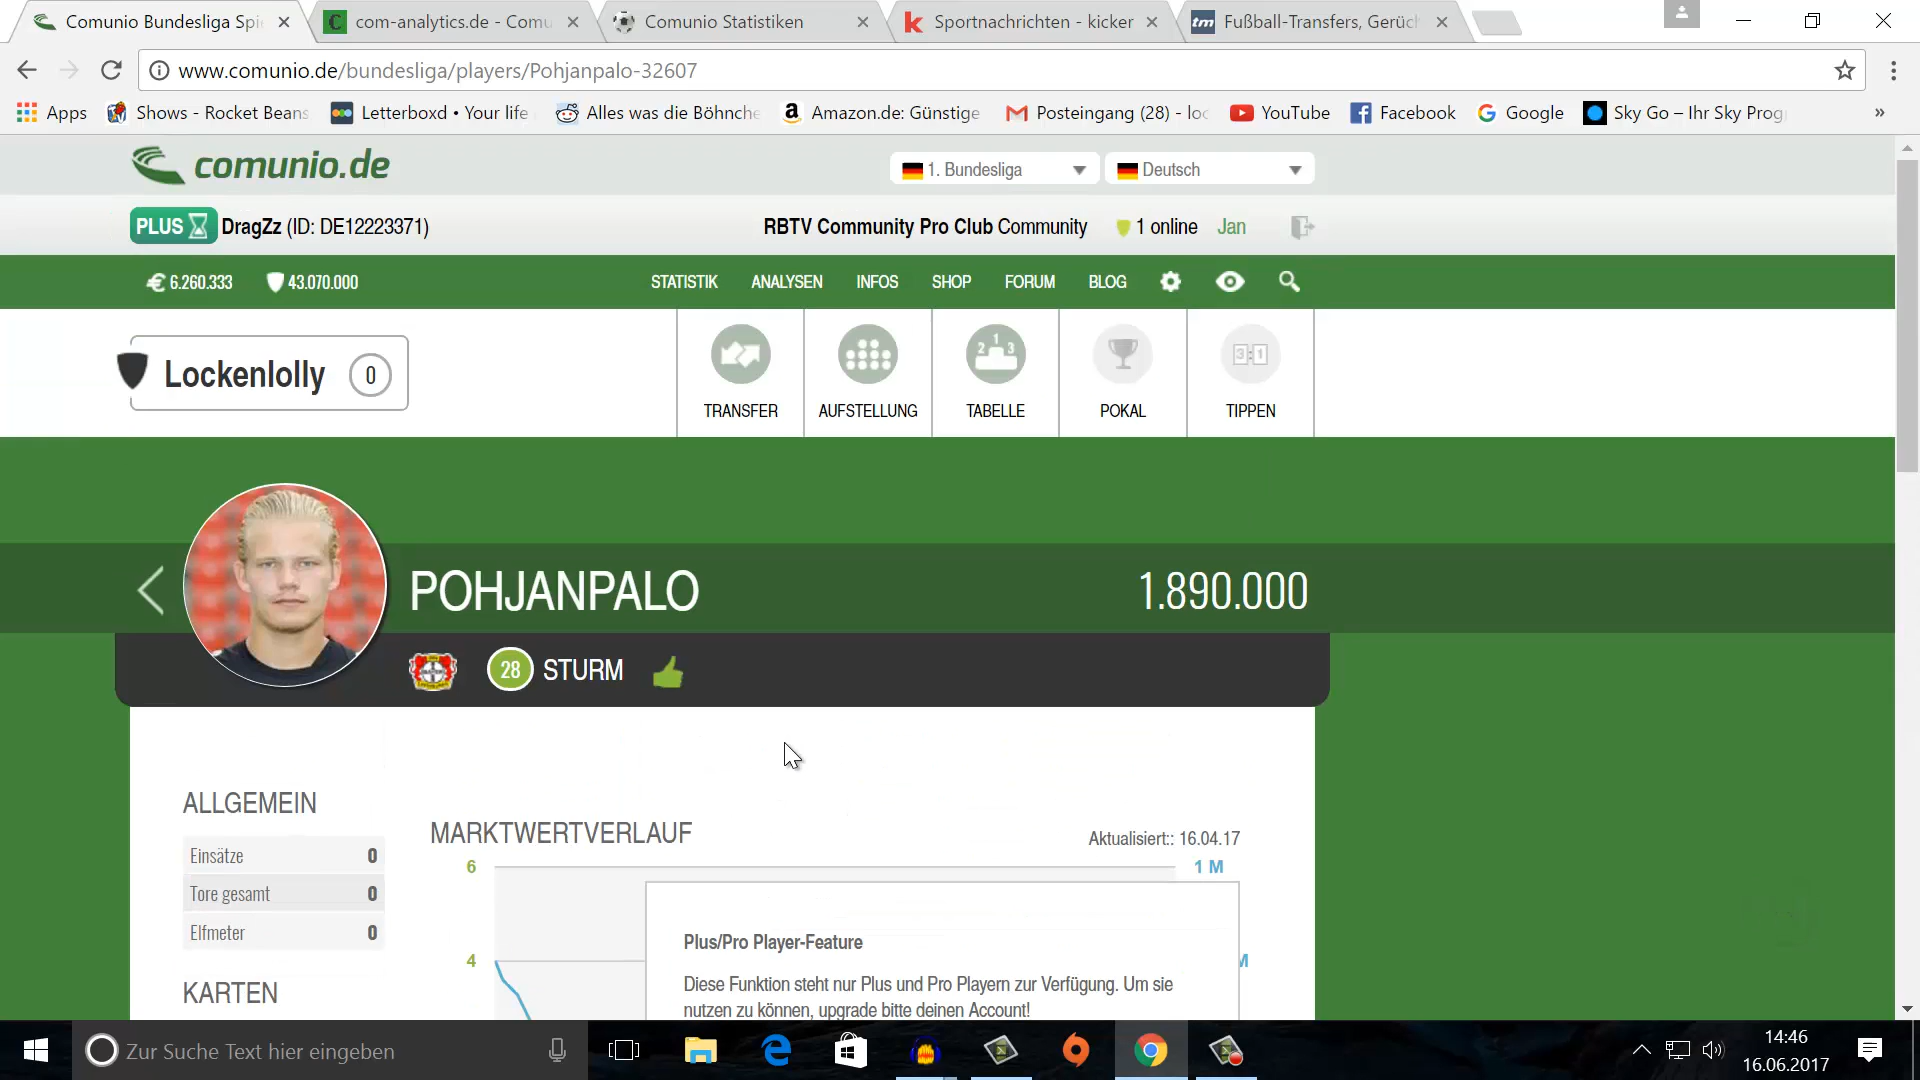 Comunio Bundesliga Spi
com-analytics.de - Comu
Comunio Statistiken
Sportnachrichten - kicker
tm Fußball-Transfers, Gerüch
www.comunio.de/bundesliga/players/Pohjanpalo-32607
Apps
Shows - Rocket Beans
Letterboxd • Your life
Alles was die Böhnche
Amazon.de: Günstige
Posteingang (28) - loc
YouTube
Facebook
Google
Sky Go – Ihr Sky Prog
»
comunio.de
1. Bundesliga
Deutsch
PLUS DragZz (ID: DE12223371)
RBTV Community Pro Club Community
1 online
Jan
6.260.333
43.070.000
STATISTIK
ANALYSEN
INFOS
SHOP
FORUM
BLOG
Lockenlolly 0
2 1 3
3:1
TRANSFER
AUFSTELLUNG
TABELLE
POKAL
TIPPEN
POHJANPALO
1.890.000
28 STURM
ALLGEMEIN
Einsätze 0
Tore gesamt 0
Elfmeter 0
KARTEN
MARKTWERTVERLAUF
Aktualisiert:: 16.04.17
6
1 M
4
M
Plus/Pro Player-Feature
Diese Funktion steht nur Plus und Pro Playern zur Verfügung. Um sie
nutzen zu können, upgrade bitte deinen Account!
Zur Suche Text hier eingeben
14:46
16.06.2017